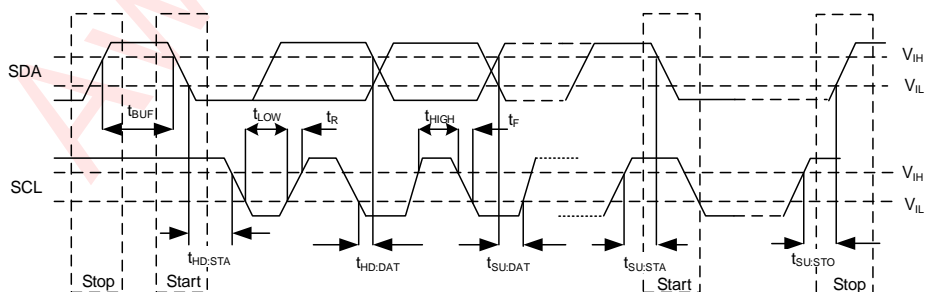 Start
V_IH
SDA
V_IL
t_BUF
t_LOW
t_R
t_HIGH
t_F
SCL
V_IH
V_IL
t_HD:STA
t_HD:DAT
t_SU:DAT
t_SU:STA
t_SU:STO
Stop
Start
Start
Stop